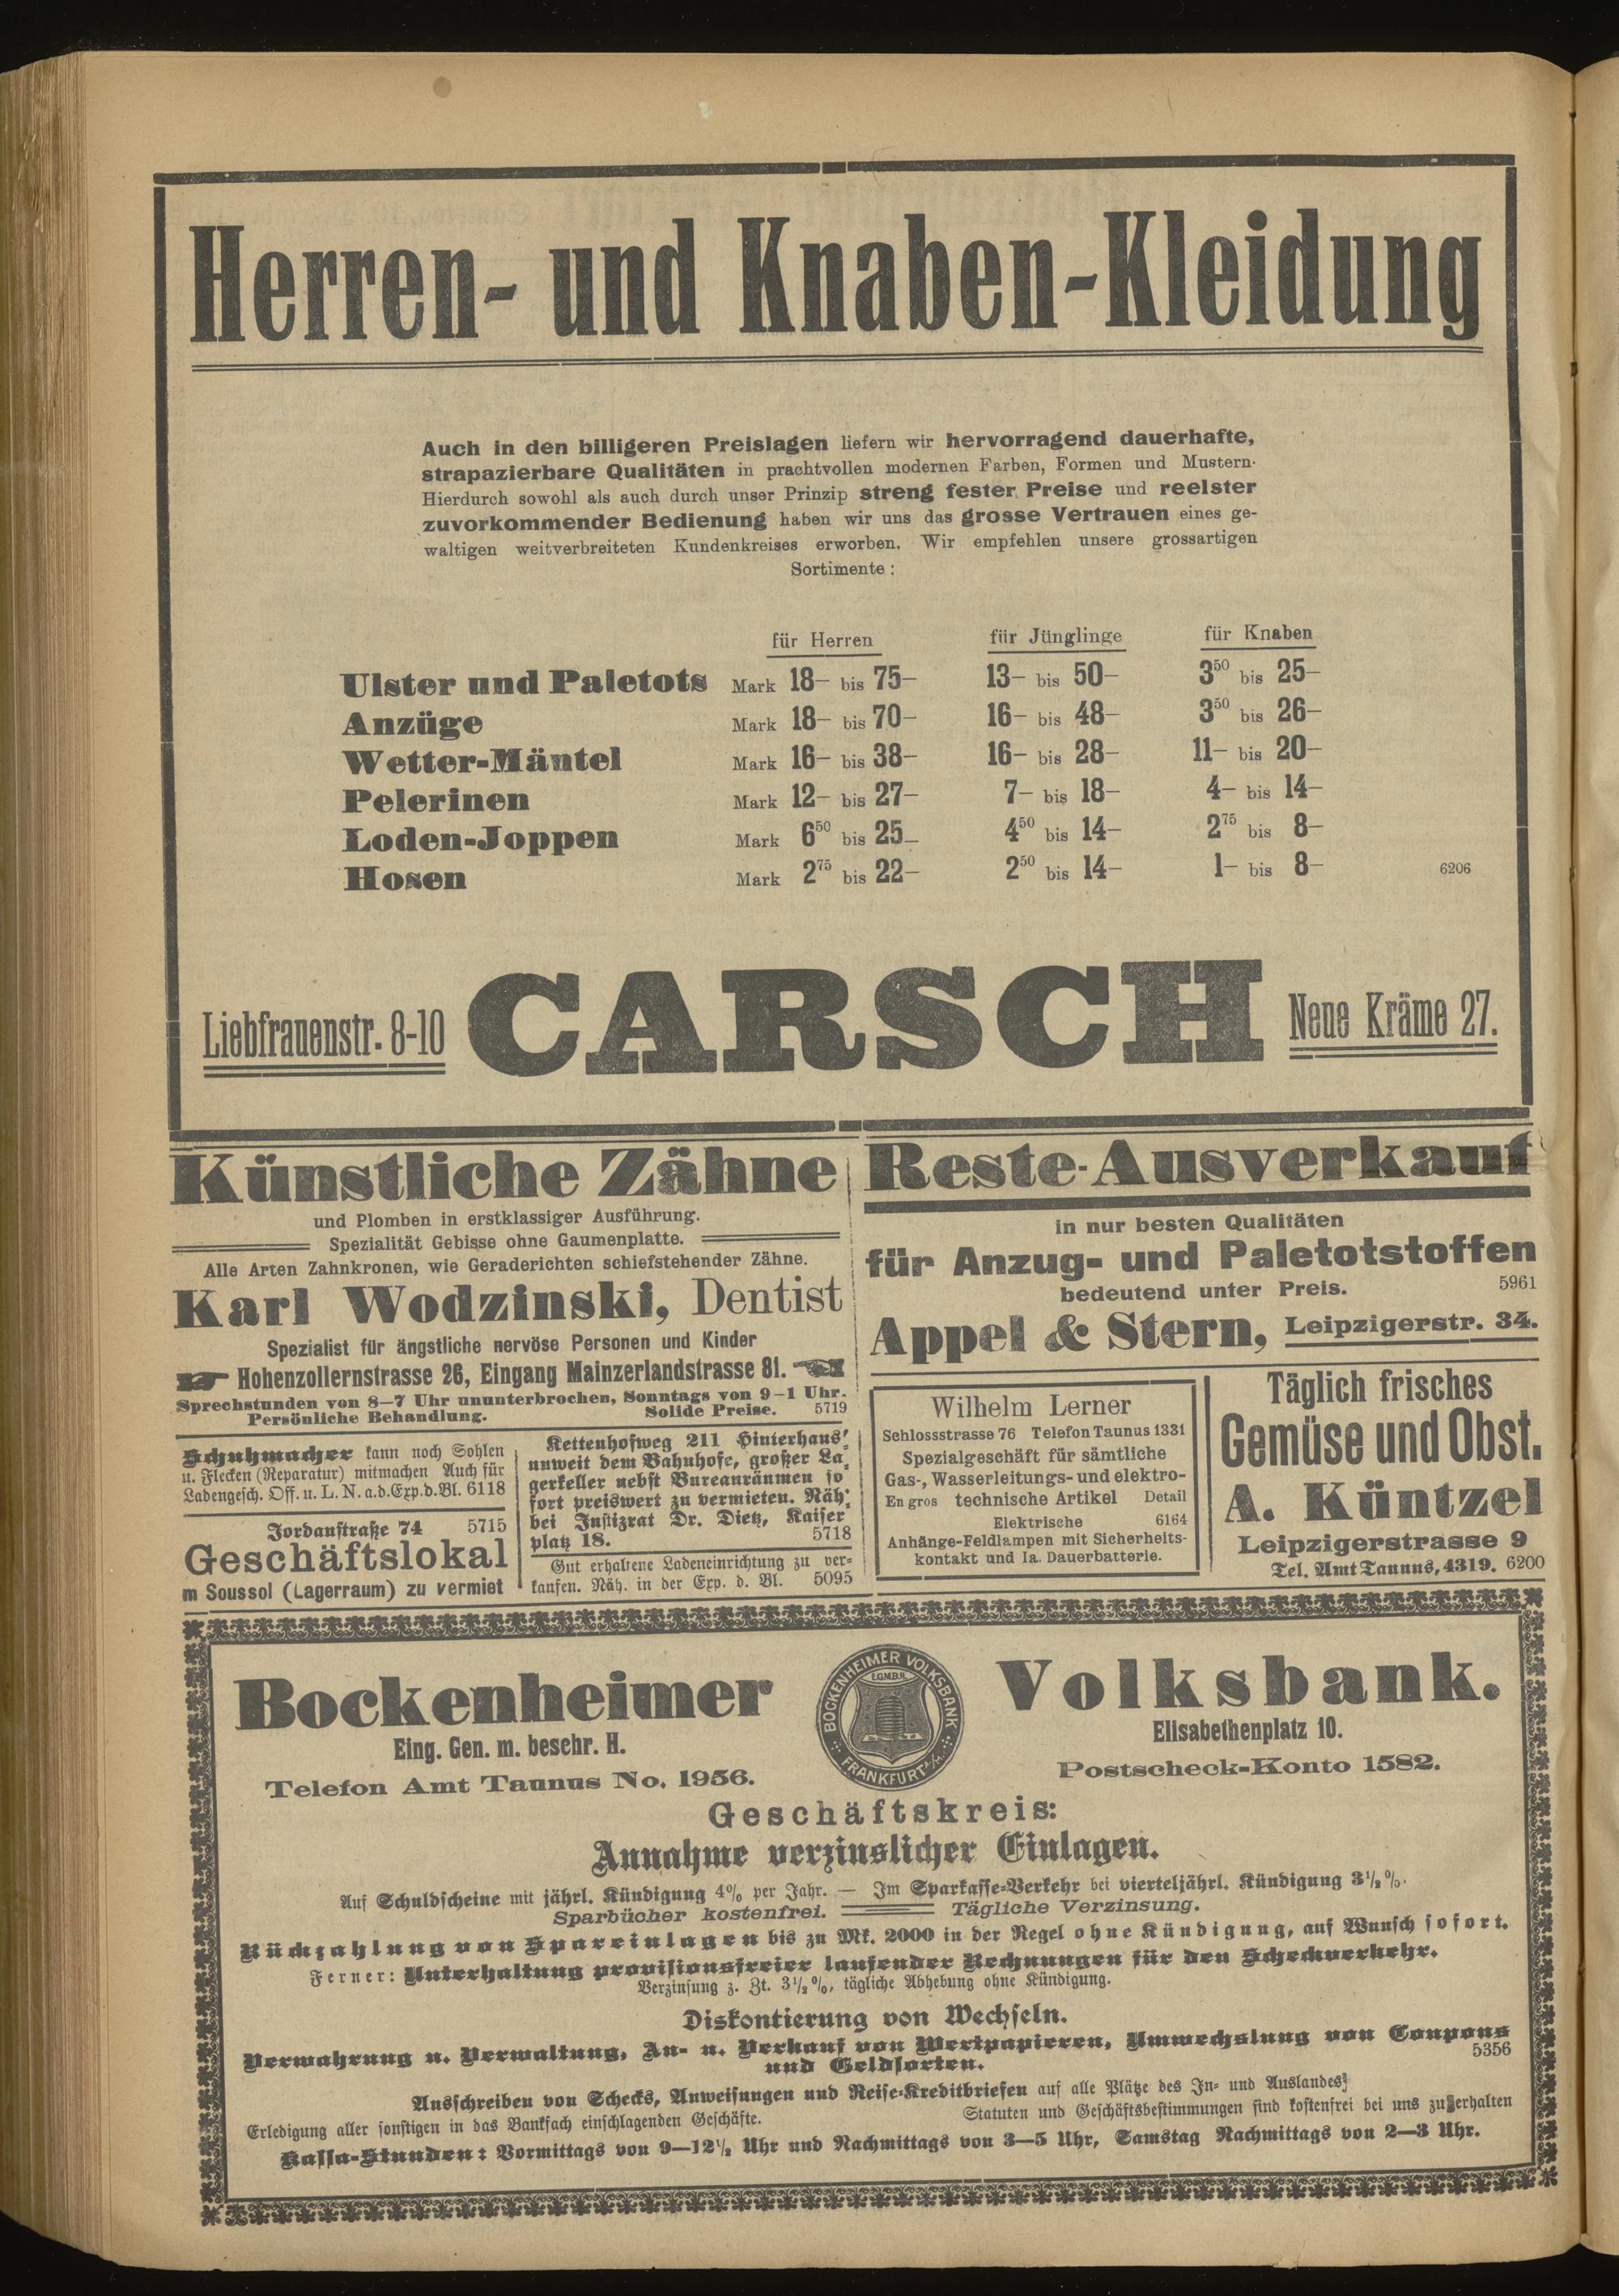 Herren- und Knaben-Kleidung
Auch in den billigeren Preislagen liefern wir hervorragend dauerhafte,
strapazierbare Qualitäten in prachtvollen modernen Farben, Formen und Mustern.
Hierdurch sowohl als auch durch unser Prinzip streng fester Preise und reelster
zuvorkommender Bedienung haben wir uns das grosse Vertrauen eines ge-
waltigen weitverbreiteten Kundenkreises erworben. Wir empfehlen unsere grossartigen
Sortimente:
für Herren für Jünglinge für Knaben
Ulster und Paletots Mark 18— bis 75— 13— bis 50— 3⁵⁰ bis 25—
Anzüge Mark 18— bis 70— 16— bis 48— 3⁵⁰ bis 26—
Wetter-Mäntel Mark 16— bis 38— 16— bis 28— 11— bis 20—
Pelerinen Mark 12— bis 27— 7— bis 18— 4— bis 14—
Loden-Joppen Mark 6⁵⁰ bis 25— 4⁵⁰ bis 14— 2⁷⁵ bis 8—
Hosen Mark 2⁷⁵ bis 22— 2⁵⁰ bis 14— 1— bis 8— 6206
Liebfrauenstr. 8-10 CARSCH Neue Kräme 27.
Künstliche Zähne
und Plomben in erstklassiger Ausführung.
Spezialität Gebisse ohne Gaumenplatte.
Alle Arten Zahnkronen, wie Geraderichten schiefstehender Zähne.
Karl Wodzinski, Dentist
Spezialist für ängstliche nervöse Personen und Kinder
Hohenzollernstrasse 26, Eingang Mainzerlandstrasse 81.
Sprechstunden von 8—7 Uhr ununterbrochen, Sonntags von 9—1 Uhr.
Persönliche Behandlung. Solide Preise. 5719
Reste-Ausverkauf
in nur besten Qualitäten
für Anzug- und Paletotstoffen
bedeutend unter Preis. 5961
Appel & Stern, Leipzigerstr. 34.
Schuhmacher kann noch Sohlen
u. Flecken (Reparatur) mitmachen Auch für
Ladengesch. Off. u. L. N. a.d.Exp.d.Bl. 6118
Jordanstraße 74 5715
Geschäftslokal
m Soussol (Lagerraum) zu vermiet
Kettenhofweg 211 Hinterhaus
unweit dem Bahnhofe, großer La
gerkeller nebst Bureauräumen so
fort preiswert zu vermieten. Näh.
bei Justizrat Dr. Dietz, Kaiser
platz 18. 5718
Gut erhaltene Ladeneinrichtung zu ver-
kaufen. Näh. in der Exp. d. Bl. 5095
Wilhelm Lerner
Schlossstrasse 76 Telefon Taunus 1331
Spezialgeschäft für sämtliche
Gas-, Wasserleitungs- und elektro-
En gros technische Artikel Detail
Elektrische 6164
Anhänge-Feldlampen mit Sicherheits-
kontakt und Ia. Dauerbatterie.
Täglich frisches
Gemüse und Obst.
A. Küntzel
Leipzigerstrasse 9
Tel. Amt Taunus, 4319. 6200
Bockenheimer Volksbank.
BOCKENHEIMER VOLKSBANK
E.G.M.B.H.
FRANKFURT a/M.
Eing. Gen. m. beschr. H. Elisabethenplatz 10.
Telefon Amt Taunus No. 1956. Postscheck-Konto 1582.
Geschäftskreis:
Annahme verzinslicher Einlagen.
Auf Schuldscheine mit jährl. Kündigung 4% per Jahr. — Im Sparkasse-Verkehr bei vierteljährl. Kündigung 3½%.
Sparbücher kostenfrei. Tägliche Verzinsung.
Rückzahlung von Spareinlagen bis zu Mk. 2000 in der Regel ohne Kündigung, auf Wunsch sofort.
Ferner: Unterhaltung provisionsfreier laufender Rechnungen für den Scheckverkehr.
Verzinsung z. Zt. 3½%, tägliche Abhebung ohne Kündigung.
Diskontierung von Wechseln.
Verwahrung u. Verwaltung, An- u. Verkauf von Wertpapieren, Umwechslung von Coupons
und Geldsorten. 5356
Ausschreiben von Schecks, Anweisungen und Reise-Kreditbriefen auf alle Plätze des In- und Auslandes
Erledigung aller sonstigen in das Bankfach einschlagenden Geschäfte. Statuten und Geschäftsbestimmungen sind kostenfrei bei uns zu erhalten
Kassa-Stunden: Vormittags von 9—12½ Uhr und Nachmittags von 3—5 Uhr, Samstag Nachmittags von 2—3 Uhr.